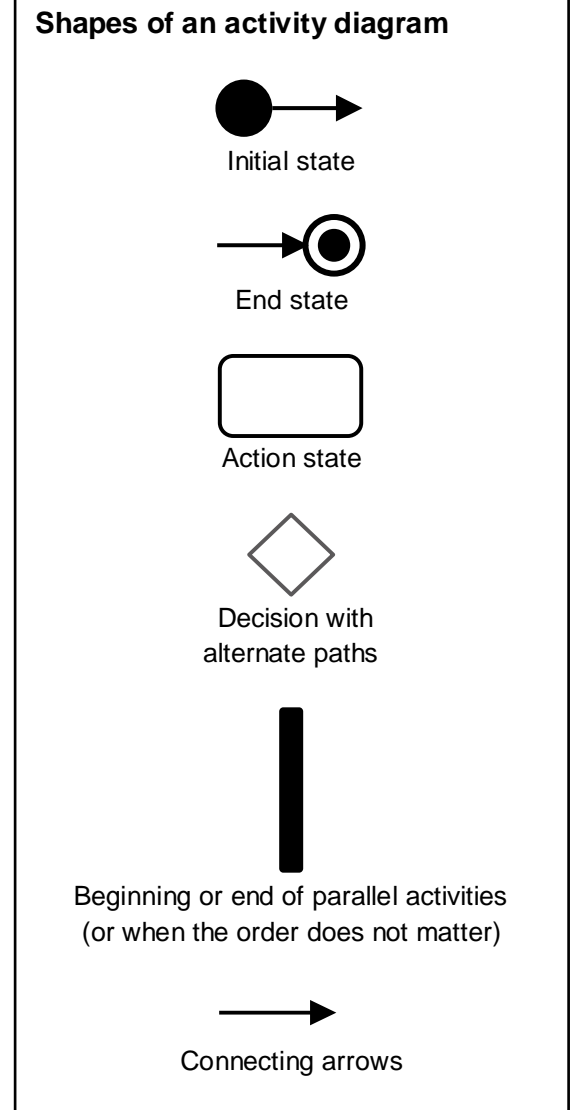 Shapes of an activity diagram
Initial state
End state
Action state
Decision with
alternate paths
Beginning or end of parallel activities
(or when the order does not matter)
Connecting arrows